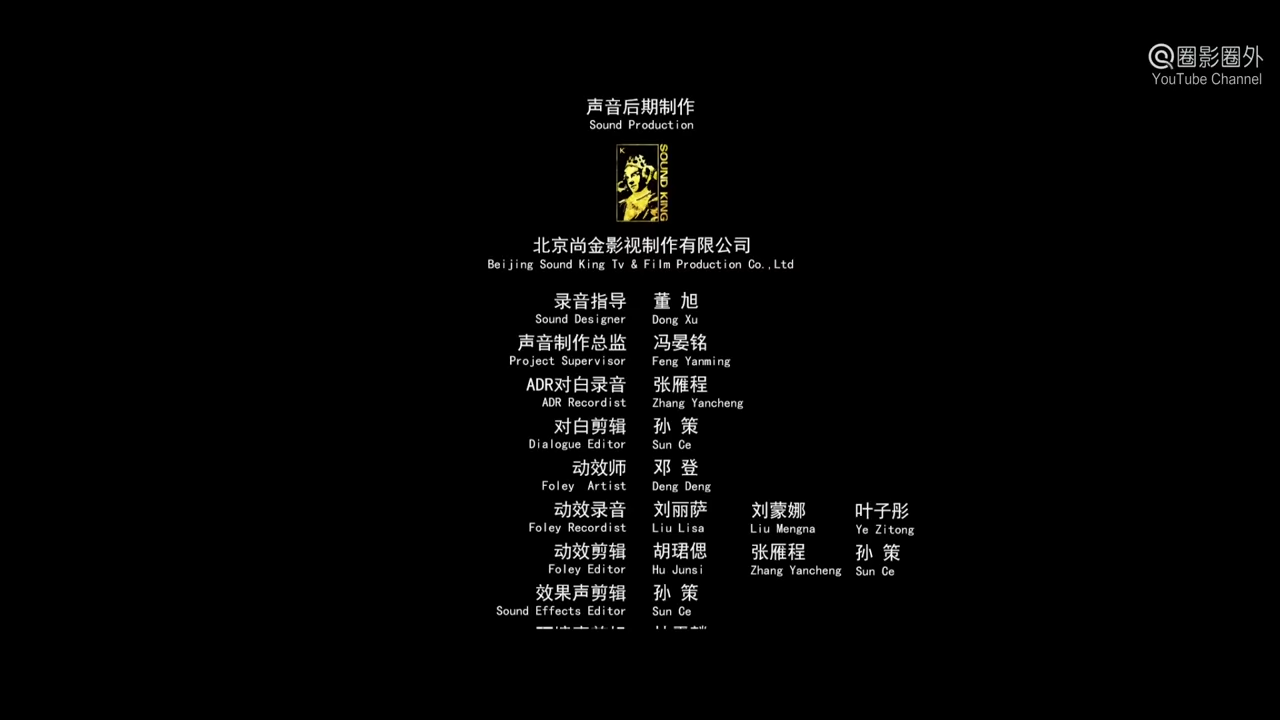 圈影圈外
YouTube Channel
声音后期制作
Sound Production
K
SOUND KING
北京尚金影视制作有限公司
Beijing Sound King Tv & Film Production Co.,Ltd
录音指导 董 旭
Sound Designer Dong Xu
声音制作总监 冯晏铭
Project Supervisor Feng Yanming
ADR对白录音 张雁程
ADR Recordist Zhang Yancheng
对白剪辑 孙 策
Dialogue Editor Sun Ce
动效师 邓 登
Foley Artist Deng Deng
动效录音 刘丽萨 刘蒙娜 叶子彤
Foley Recordist Liu Lisa Liu Mengna Ye Zitong
动效剪辑 胡珺偲 张雁程 孙 策
Foley Editor Hu Junsi Zhang Yancheng Sun Ce
效果声剪辑 孙 策
Sound Effects Editor Sun Ce